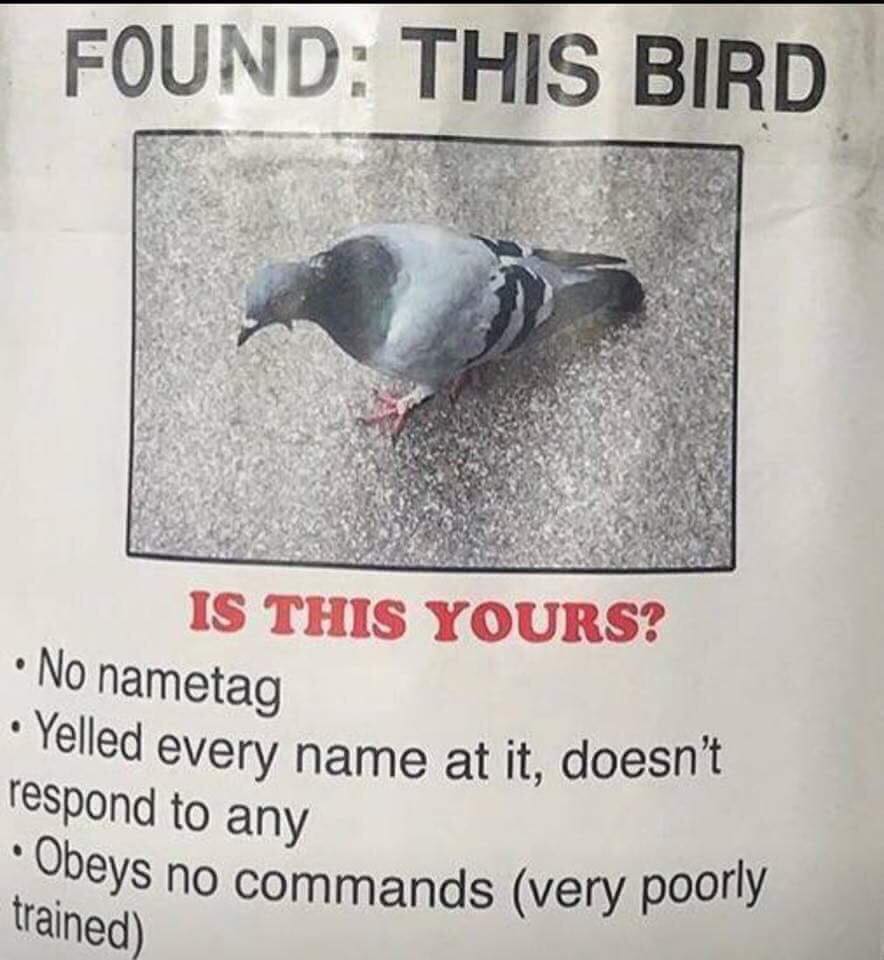 FOUND: THIS BIRD
IS THIS YOURS?
• No nametag
• Yelled every name at it, doesn't
respond to any
• Obeys no commands (very poorly
trained)